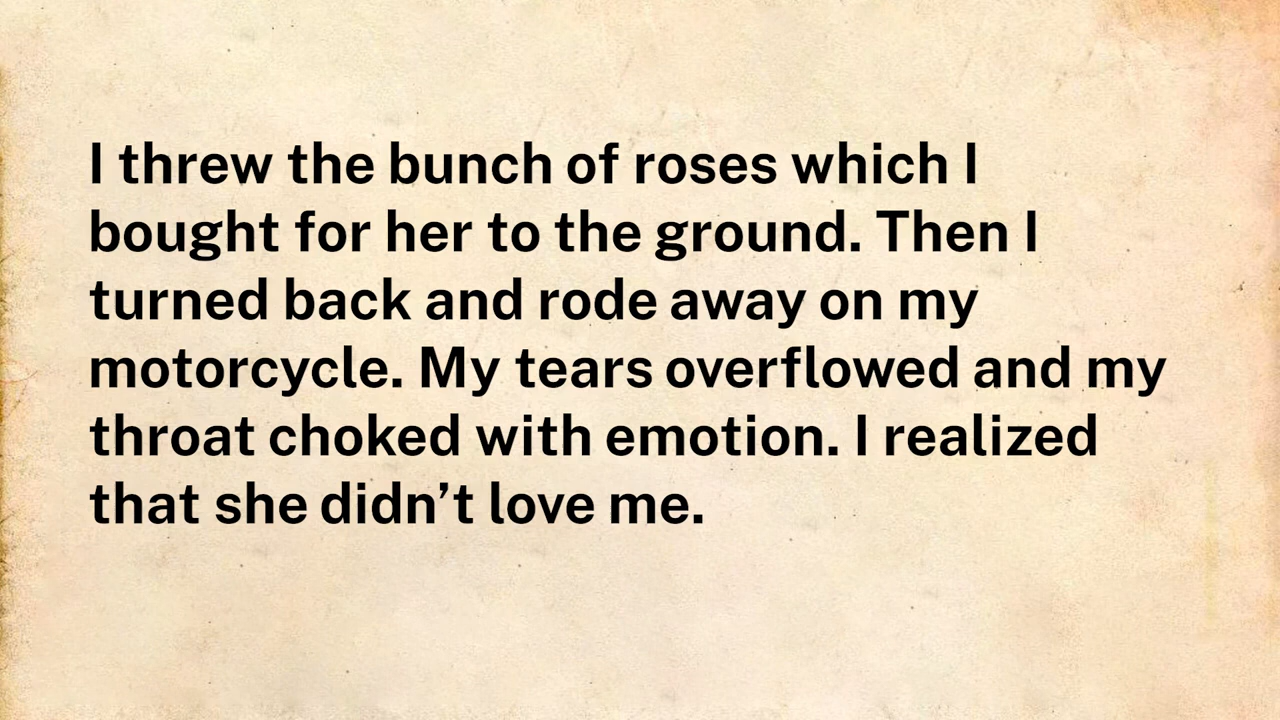 I threw the bunch of roses which I
bought for her to the ground. Then I
turned back and rode away on my
motorcycle. My tears overflowed and my
throat choked with emotion. I realized
that she didn’t love me.